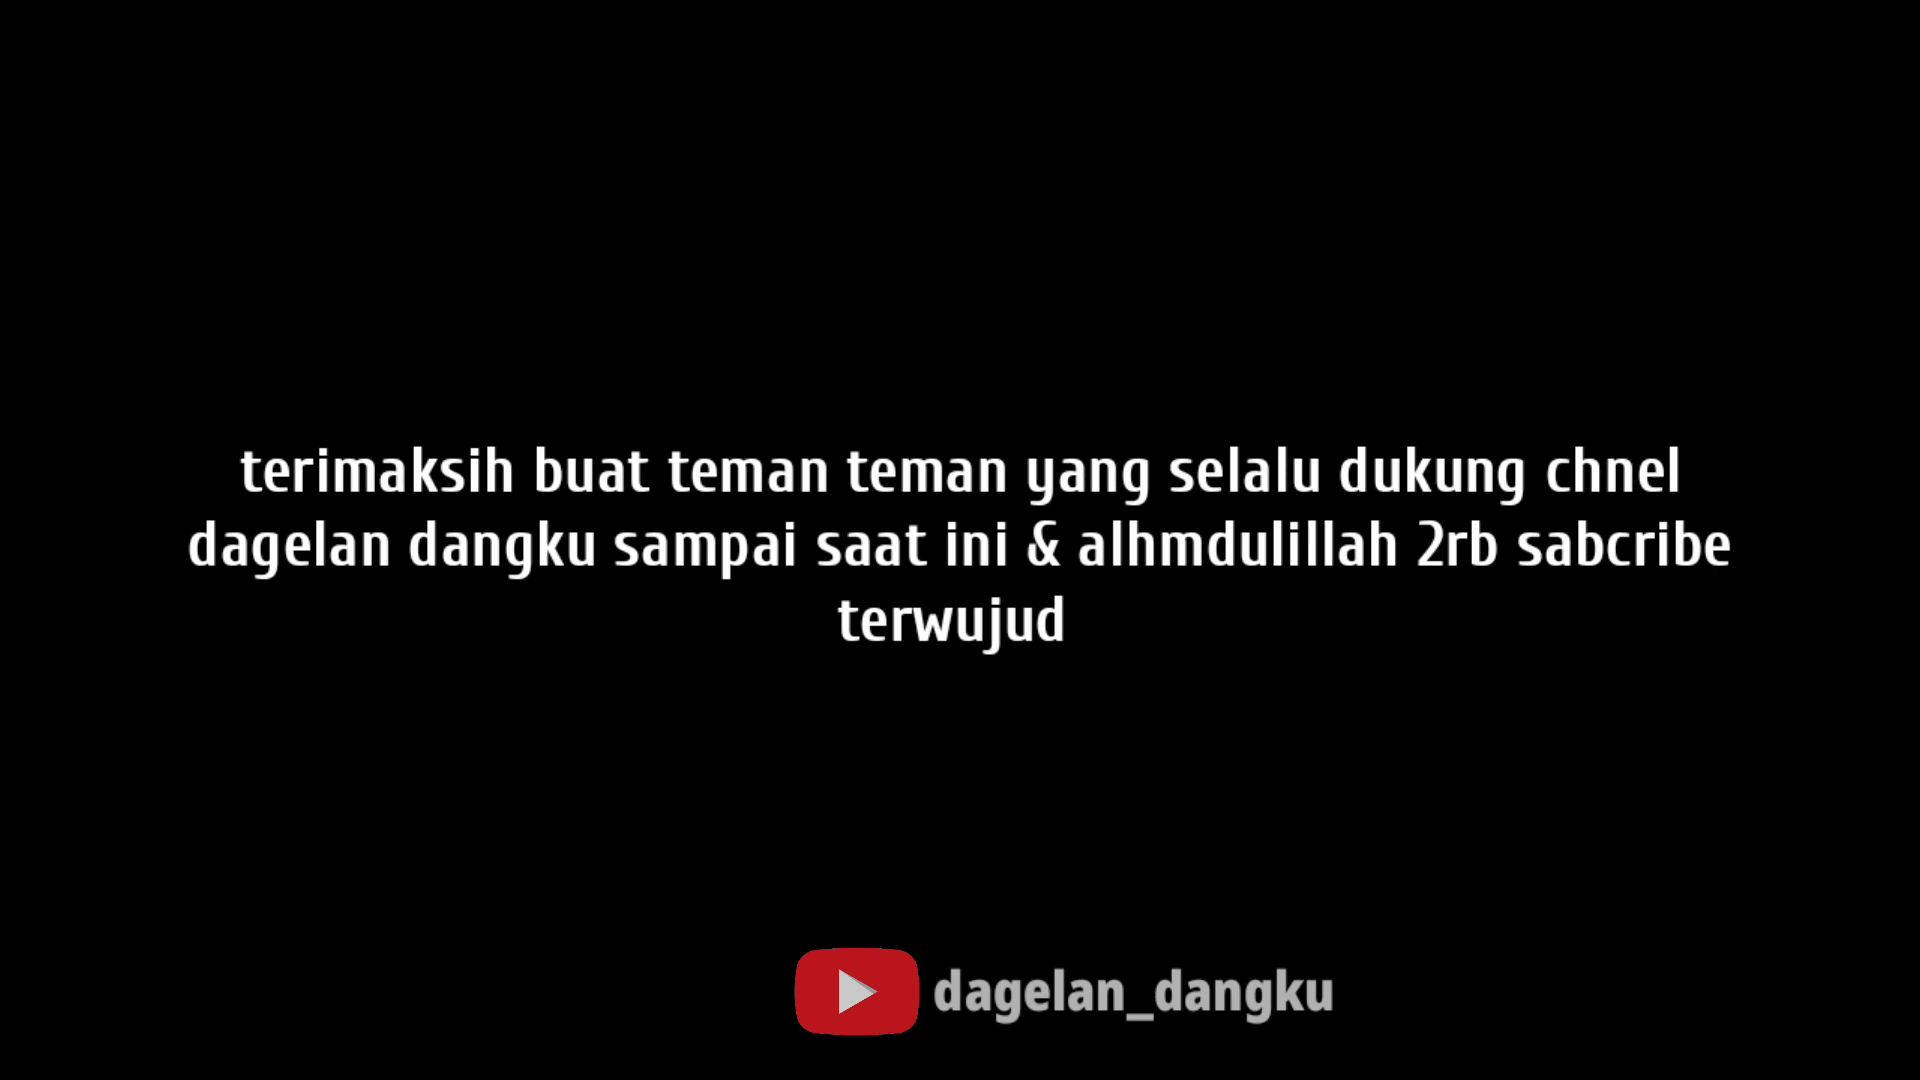 terimaksih buat teman teman yang selalu dukung chnel
dagelan dangku sampai saat ini & alhmdulillah 2rb sabcribe
terwujud
dagelan_dangku